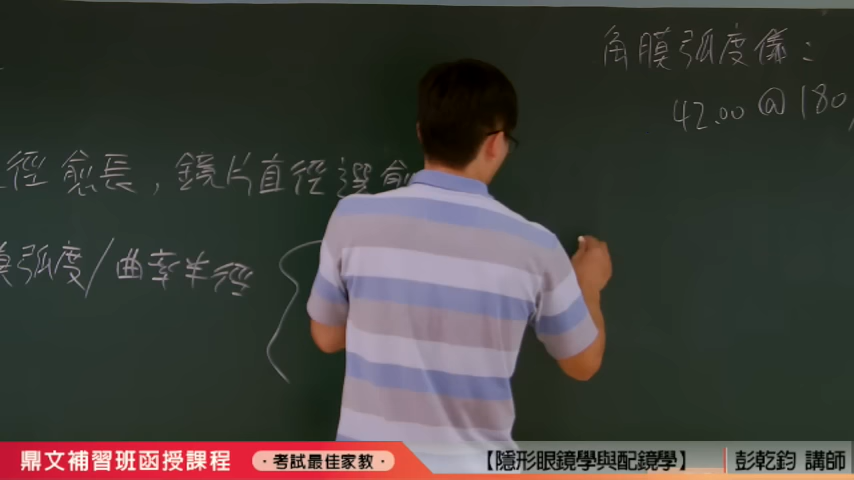 角膜弧度儀：
42.00 @ 180,
徑愈長，鏡片直徑選愈
膜弧度/曲率半徑
鼎文補習班函授課程
·考試最佳家教·
【隱形眼鏡學與配鏡學】
彭乾鈞 講師